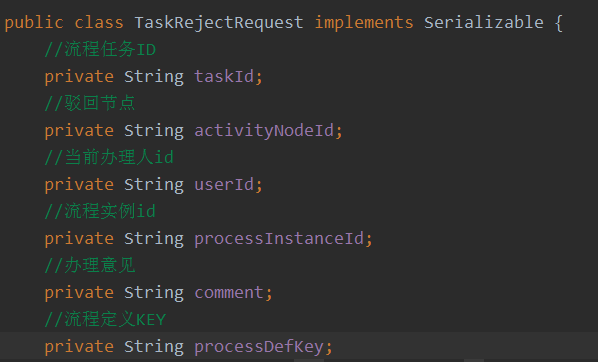 public class TaskRejectRequest implements Serializable {
//流程任务ID
private String taskId;
//驳回节点
private String activityNodeId;
//当前办理人id
private String userId;
//流程实例id
private String processInstanceId;
//办理意见
private String comment;
//流程定义KEY
private String processDefKey;